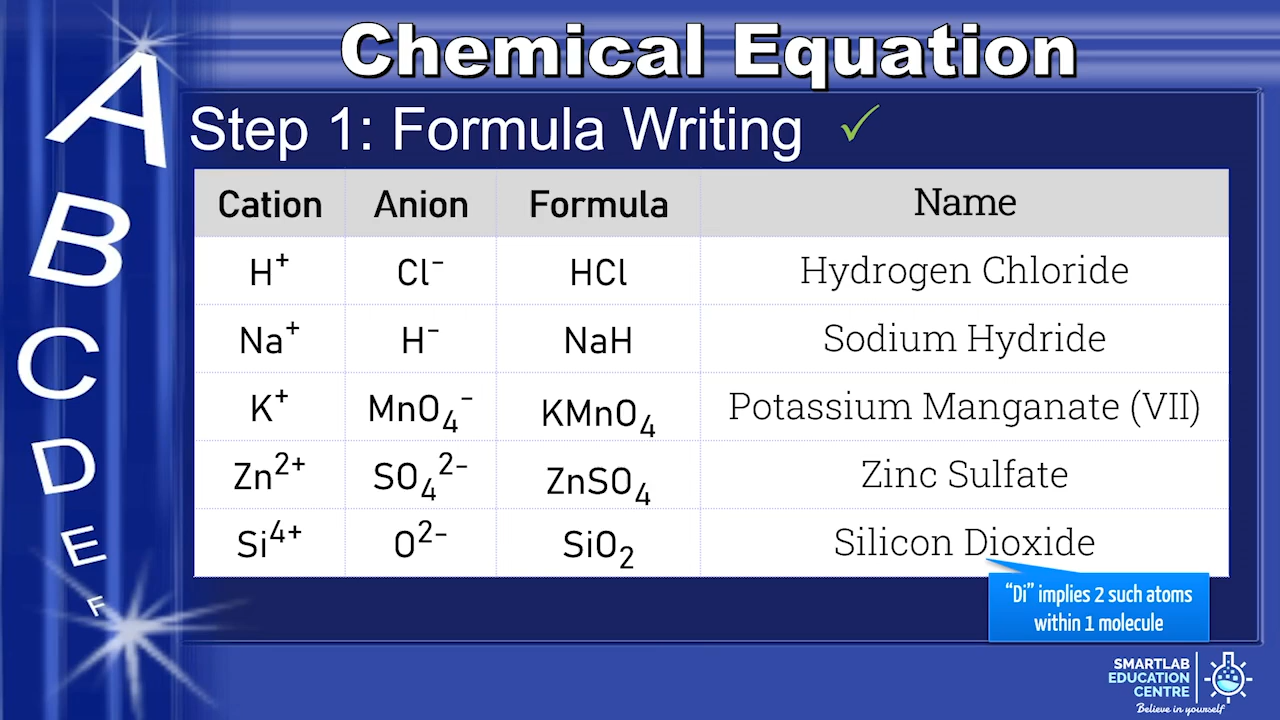 Chemical Equation
A
B
C
D
E
F
Step 1: Formula Writing ✓
Cation Anion Formula Name
H⁺ Cl⁻ HCl Hydrogen Chloride
Na⁺ H⁻ NaH Sodium Hydride
K⁺ MnO₄⁻ KMnO₄ Potassium Manganate (VII)
Zn²⁺ SO₄²⁻ ZnSO₄ Zinc Sulfate
Si⁴⁺ O²⁻ SiO₂ Silicon Dioxide
“Di” implies 2 such atoms
within 1 molecule
SMARTLAB
EDUCATION
CENTRE
Believe in yourself